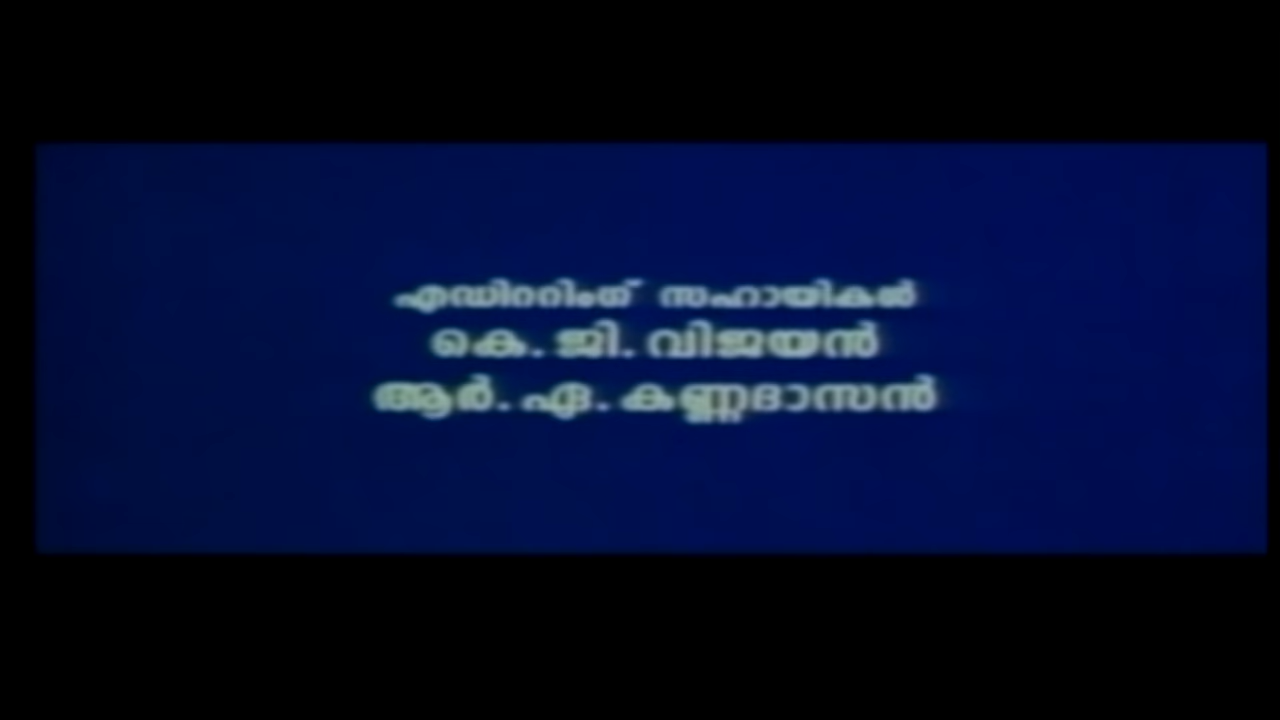 എഡിററിംഗ് സഹായികൾ
കെ. ജി. വിജയൻ
ആർ. ഏ. കണ്ണദാസൻ